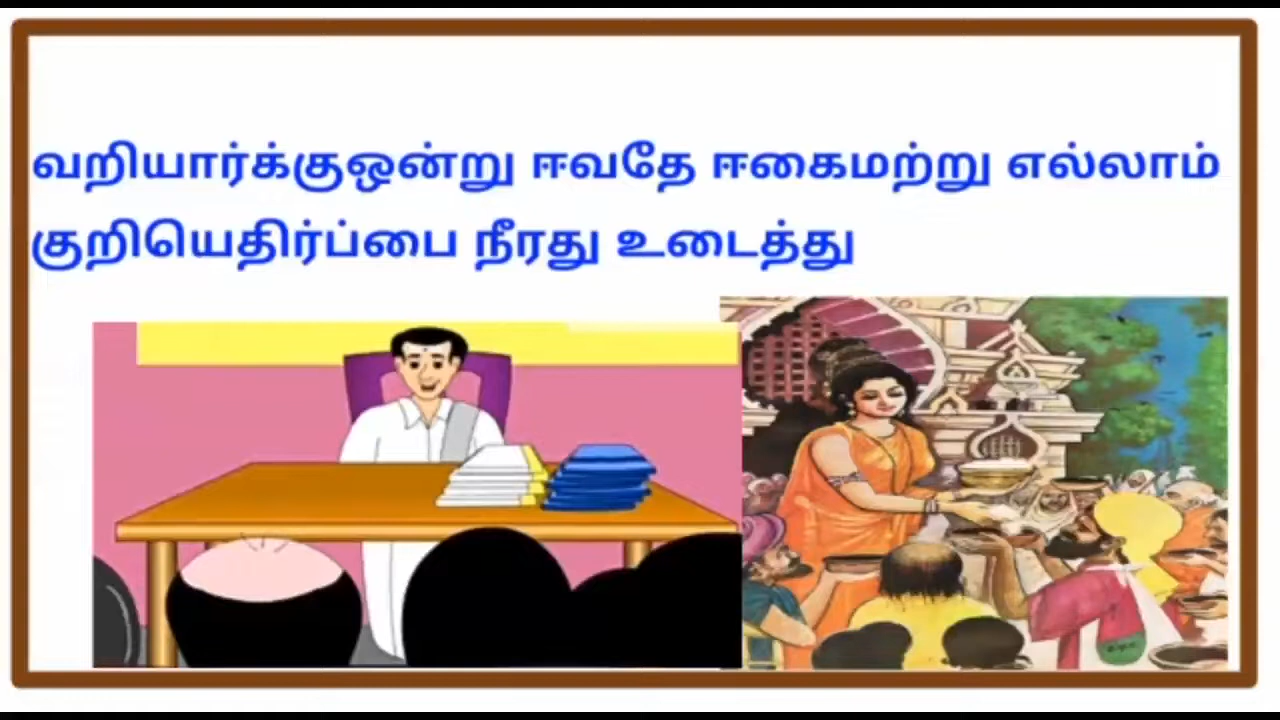 வறியார்க்குஒன்று ஈவதே ஈகைமற்று எல்லாம்
குறியெதிர்ப்பை நீரது உடைத்து